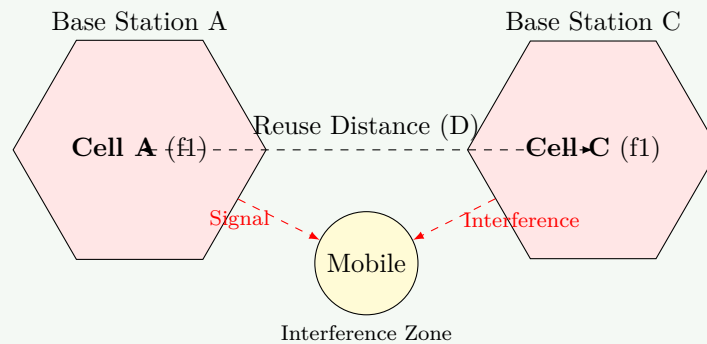 Base Station A
Base Station C
Reuse Distance (D)
Cell A (f1)
Cell C (f1)
Signal
Interference
Mobile
Interference Zone